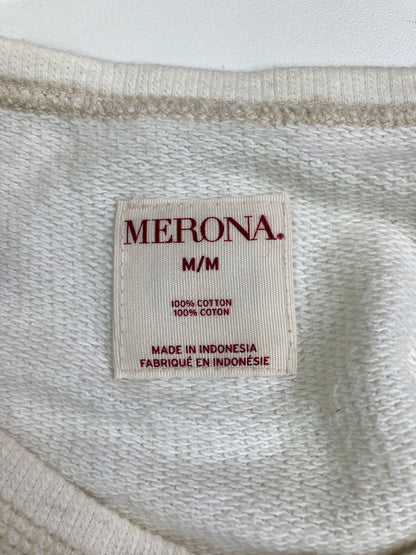 MERONA.
M/M
100% COTTON
100% COTON
MADE IN INDONESIA
FABRIQUÉ EN INDONÉSIE